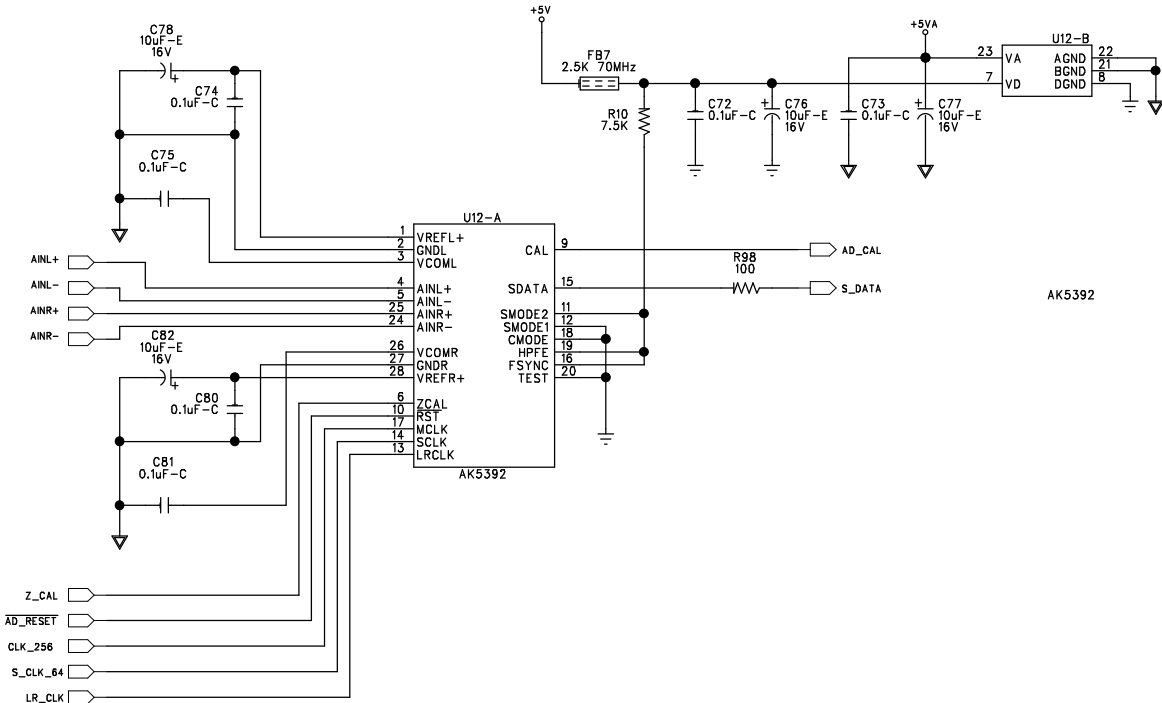 +5V
+5VA
C78
10uF-E
16V
C74
0.1uF-C
C75
0.1uF-C
FB7
2.5K 70MHz
R10
7.5K
C72
0.1uF-C
C76
10uF-E
16V
C73
0.1uF-C
C77
10uF-E
16V
U12-B
23 VA AGND 22
BGND 21
7 VD DGND 8
U12-A
1 VREFL+
2 GNDL
3 VCOML
4 AINL+
5 AINL-
25 AINR+
24 AINR-
26 VCOMR
27 GNDR
28 VREFR+
6 ZCAL
10 RST
17 MCLK
14 SCLK
13 LRCLK
CAL 9
SDATA 15
SMODE2 11
SMODE1 12
CMODE 18
HPFE 19
FSYNC 16
TEST 20
AK5392
AD_CAL
R98
100
S_DATA
AK5392
AINL+
AINL-
AINR+
AINR-
C82
10uF-E
16V
C80
0.1uF-C
C81
0.1uF-C
Z_CAL
AD_RESET
CLK_256
S_CLK_64
LR_CLK